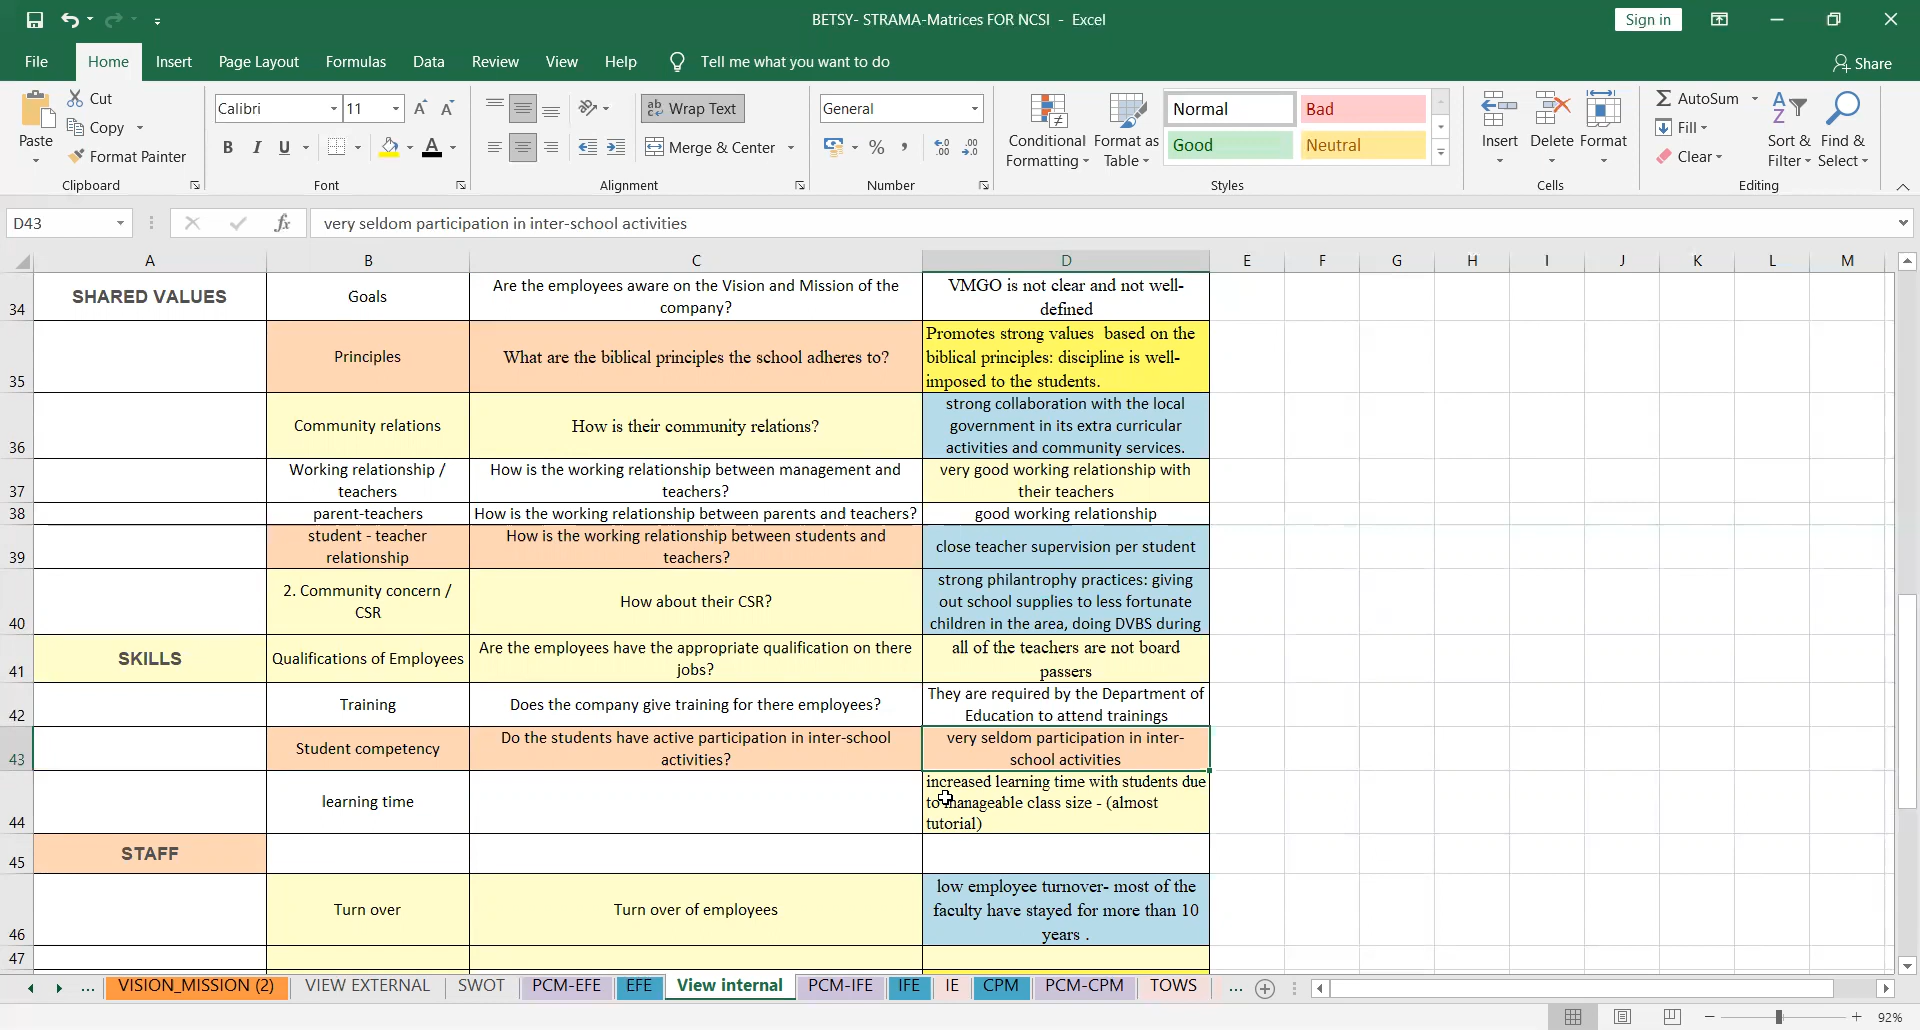 BETSY- STRAMA-Matrices FOR NCSI - Excel
Sign in
File Home Insert Page Layout Formulas Data Review View Help Tell me what you want to do Share
Paste
Cut
Copy
Format Painter
Clipboard
Calibri 11
B I U
Font
Wrap Text
Merge & Center
Alignment
General
Number
Conditional Formatting
Format as Table
Normal Bad
Good Neutral
Styles
Insert Delete Format
Cells
AutoSum
Fill
Clear
Sort & Filter
Find & Select
Editing
D43 fx very seldom participation in inter-school activities
A B C D E F G H I J K L M
34
SHARED VALUES
Goals
Are the employees aware on the Vision and Mission of the
company?
VMGO is not clear and not well-
defined
35
Principles
What are the biblical principles the school adheres to?
Promotes strong values based on the
biblical principles: discipline is well-
imposed to the students.
36
Community relations
How is their community relations?
strong collaboration with the local
government in its extra curricular
activities and community services.
37
Working relationship /
teachers
How is the working relationship between management and
teachers?
very good working relationship with
their teachers
38
parent-teachers
How is the working relationship between parents and teachers?
good working relationship
39
student - teacher
relationship
How is the working relationship between students and
teachers?
close teacher supervision per student
40
2. Community concern /
CSR
How about their CSR?
strong philantrophy practices: giving
out school supplies to less fortunate
children in the area, doing DVBS during
41
SKILLS
Qualifications of Employees
Are the employees have the appropriate qualification on there
jobs?
all of the teachers are not board
passers
42
Training
Does the company give training for there employees?
They are required by the Department of
Education to attend trainings
43
Student competency
Do the students have active participation in inter-school
activities?
very seldom participation in inter-
school activities
44
learning time
increased learning time with students due
to manageable class size - (almost
tutorial)
45
STAFF
46
Turn over
Turn over of employees
low employee turnover- most of the
faculty have stayed for more than 10
years .
47
... VISION_MISSION (2) VIEW EXTERNAL SWOT PCM-EFE EFE View internal PCM-IFE IFE IE CPM PCM-CPM TOWS ...
92%